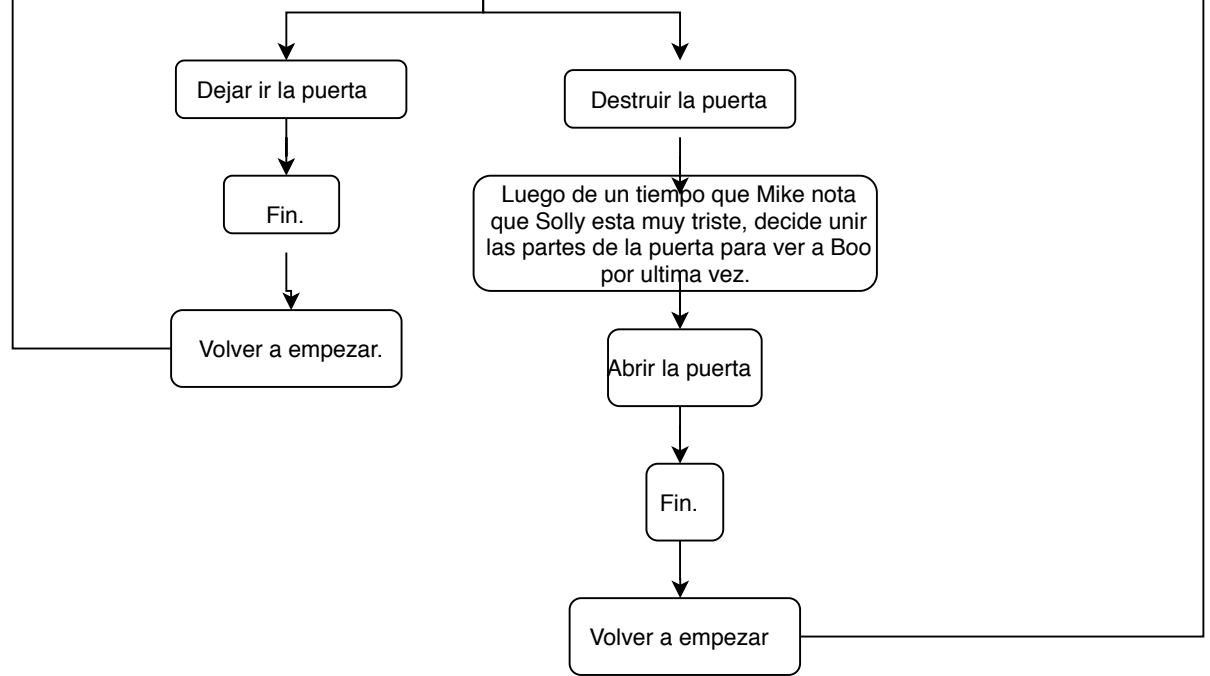 Dejar ir la puerta
Destruir la puerta
Fin.
Luego de un tiempo que Mike nota
que Solly esta muy triste, decide unir
las partes de la puerta para ver a Boo
por ultima vez.
Volver a empezar.
Abrir la puerta
Fin.
Volver a empezar